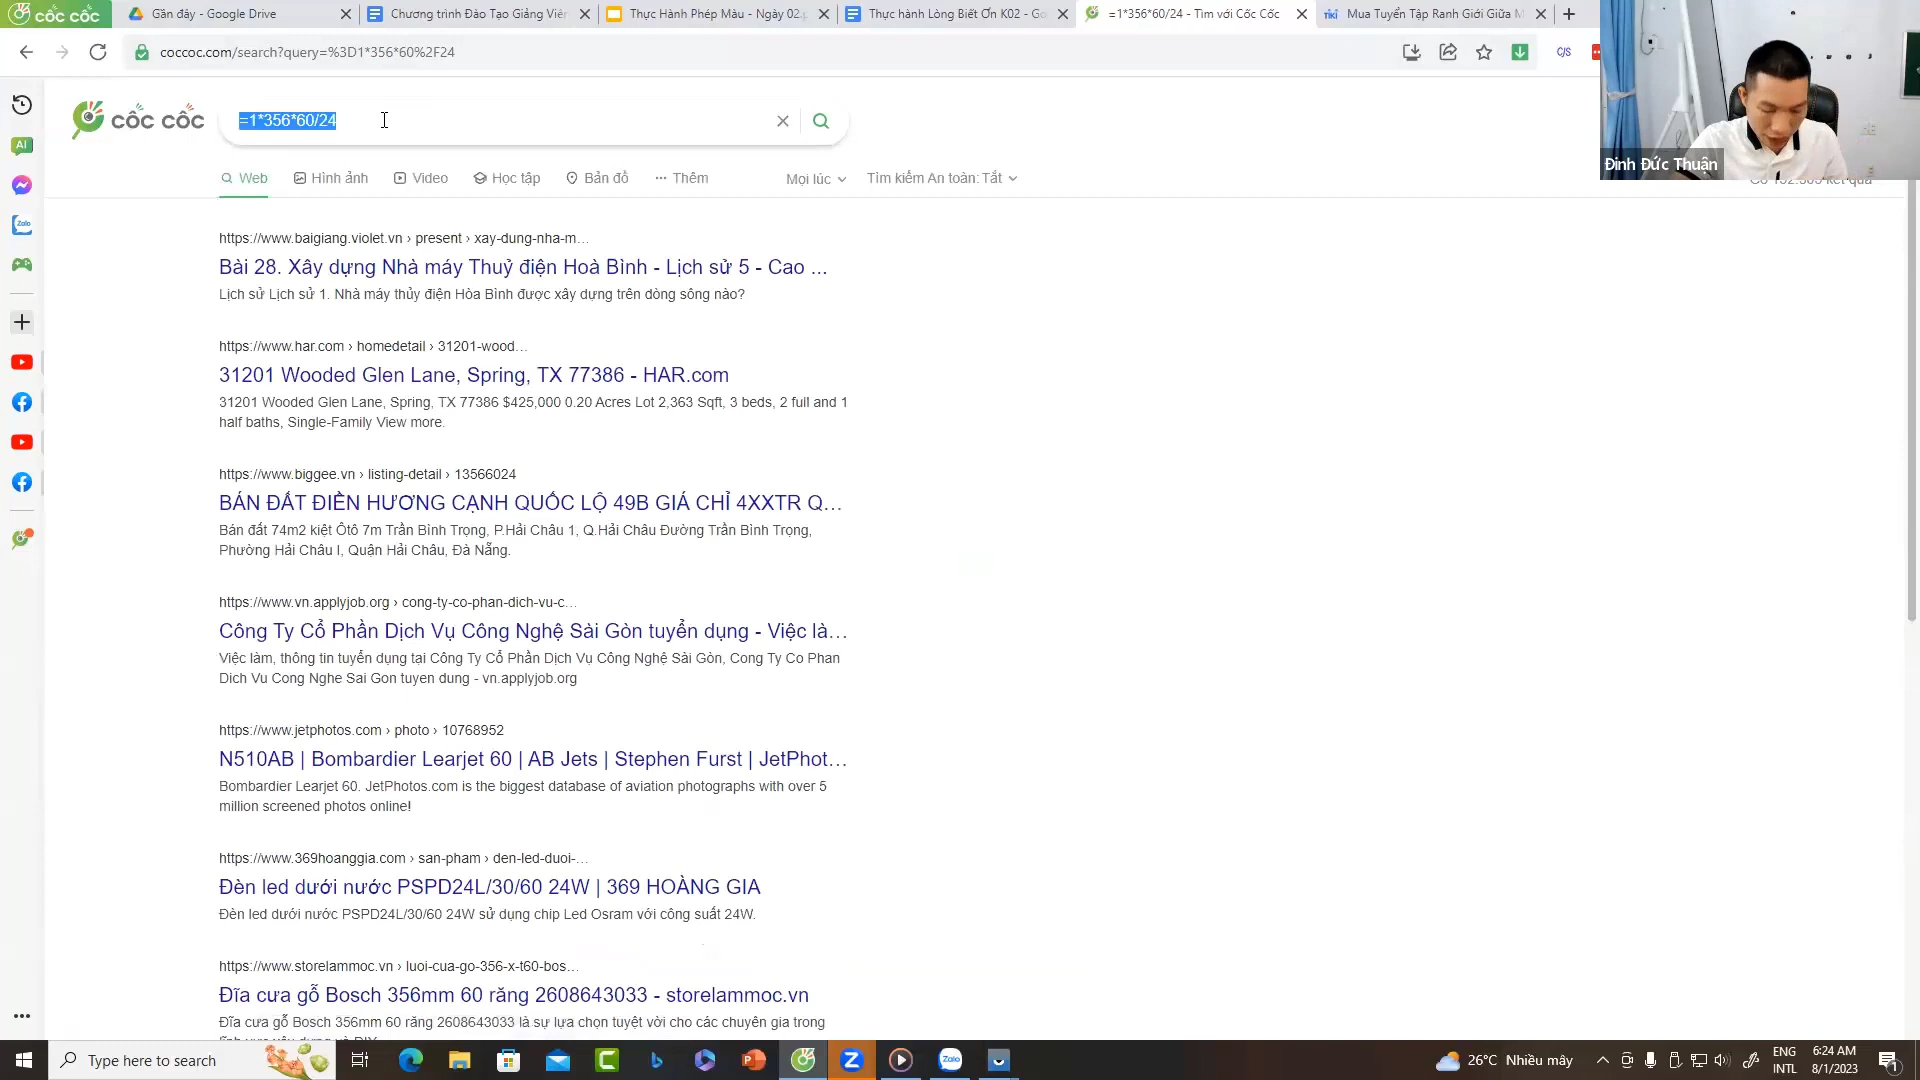 cốc cốc
Gần đây - Google Drive
Chương trình Đào Tạo Giảng Viên
Thực Hành Phép Màu - Ngày 02.p
Thực hành Lòng Biết Ơn K02 - Go
=1*356*60/24 - Tìm với Cốc Cốc
Mua Tuyển Tập Ranh Giới Giữa M
coccoc.com/search?query=%3D1*356*60%2F24
C/S
cốc cốc
=1*356*60/24
Web
Hình ảnh
Video
Học tập
Bản đồ
Thêm
Mọi lúc
Tìm kiếm An toàn: Tắt
Đinh Đức Thuận
https://www.baigiang.violet.vn › present › xay-dung-nha-m...
Bài 28. Xây dựng Nhà máy Thuỷ điện Hoà Bình - Lịch sử 5 - Cao ...
Lịch sử Lịch sử 1. Nhà máy thủy điện Hòa Bình được xây dựng trên dòng sông nào?
https://www.har.com › homedetail › 31201-wood...
31201 Wooded Glen Lane, Spring, TX 77386 - HAR.com
31201 Wooded Glen Lane, Spring, TX 77386 $425,000 0.20 Acres Lot 2,363 Sqft, 3 beds, 2 full and 1
half baths, Single-Family View more.
https://www.biggee.vn › listing-detail › 13566024
BÁN ĐẤT ĐIỀN HƯƠNG CẠNH QUỐC LỘ 49B GIÁ CHỈ 4XXTR Q...
Bán đất 74m2 kiệt Ôtô 7m Trần Bình Trọng, P.Hải Châu 1, Q.Hải Châu Đường Trần Bình Trọng,
Phường Hải Châu I, Quận Hải Châu, Đà Nẵng.
https://www.vn.applyjob.org › cong-ty-co-phan-dich-vu-c...
Công Ty Cổ Phần Dịch Vụ Công Nghệ Sài Gòn tuyển dụng - Việc là...
Việc làm, thông tin tuyển dụng tại Công Ty Cổ Phần Dịch Vụ Công Nghệ Sài Gòn, Cong Ty Co Phan
Dich Vu Cong Nghe Sai Gon tuyen dung - vn.applyjob.org
https://www.jetphotos.com › photo › 10768952
N510AB | Bombardier Learjet 60 | AB Jets | Stephen Furst | JetPhot...
Bombardier Learjet 60. JetPhotos.com is the biggest database of aviation photographs with over 5
million screened photos online!
https://www.369hoanggia.com › san-pham › den-led-duoi-...
Đèn led dưới nước PSPD24L/30/60 24W | 369 HOÀNG GIA
Đèn led dưới nước PSPD24L/30/60 24W sử dụng chip Led Osram với công suất 24W.
https://www.storelammoc.vn › luoi-cua-go-356-x-t60-bos...
Đĩa cưa gỗ Bosch 356mm 60 răng 2608643033 - storelammoc.vn
Đĩa cưa gỗ Bosch 356mm 60 răng 2608643033 là sự lựa chọn tuyệt vời cho các chuyên gia trong
AI
Zalo
Type here to search
Zalo
26°C Nhiều mây
ENG
INTL
6:24 AM
8/1/2023
1